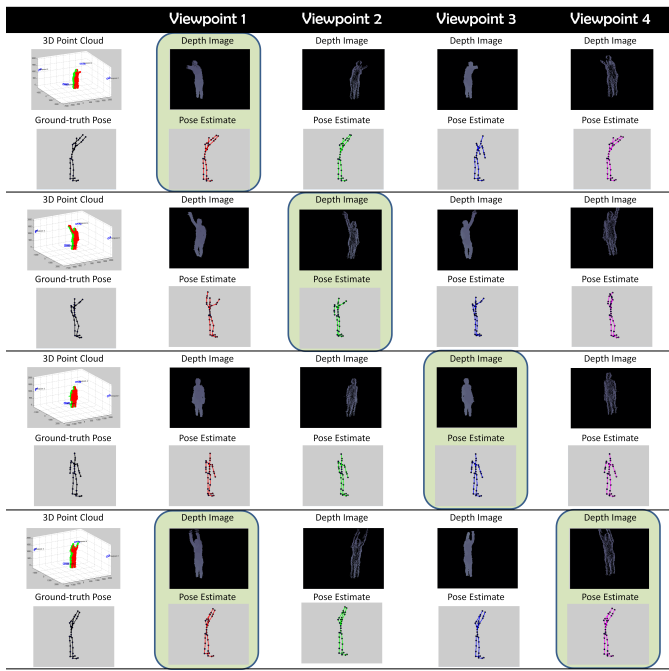 Viewpoint 1 Viewpoint 2 Viewpoint 3 Viewpoint 4
3D Point Cloud Depth Image Depth Image Depth Image Depth Image
Ground-truth Pose Pose Estimate Pose Estimate Pose Estimate Pose Estimate
3D Point Cloud Depth Image Depth Image Depth Image Depth Image
Ground-truth Pose Pose Estimate Pose Estimate Pose Estimate Pose Estimate
3D Point Cloud Depth Image Depth Image Depth Image Depth Image
Ground-truth Pose Pose Estimate Pose Estimate Pose Estimate Pose Estimate
3D Point Cloud Depth Image Depth Image Depth Image Depth Image
Ground-truth Pose Pose Estimate Pose Estimate Pose Estimate Pose Estimate